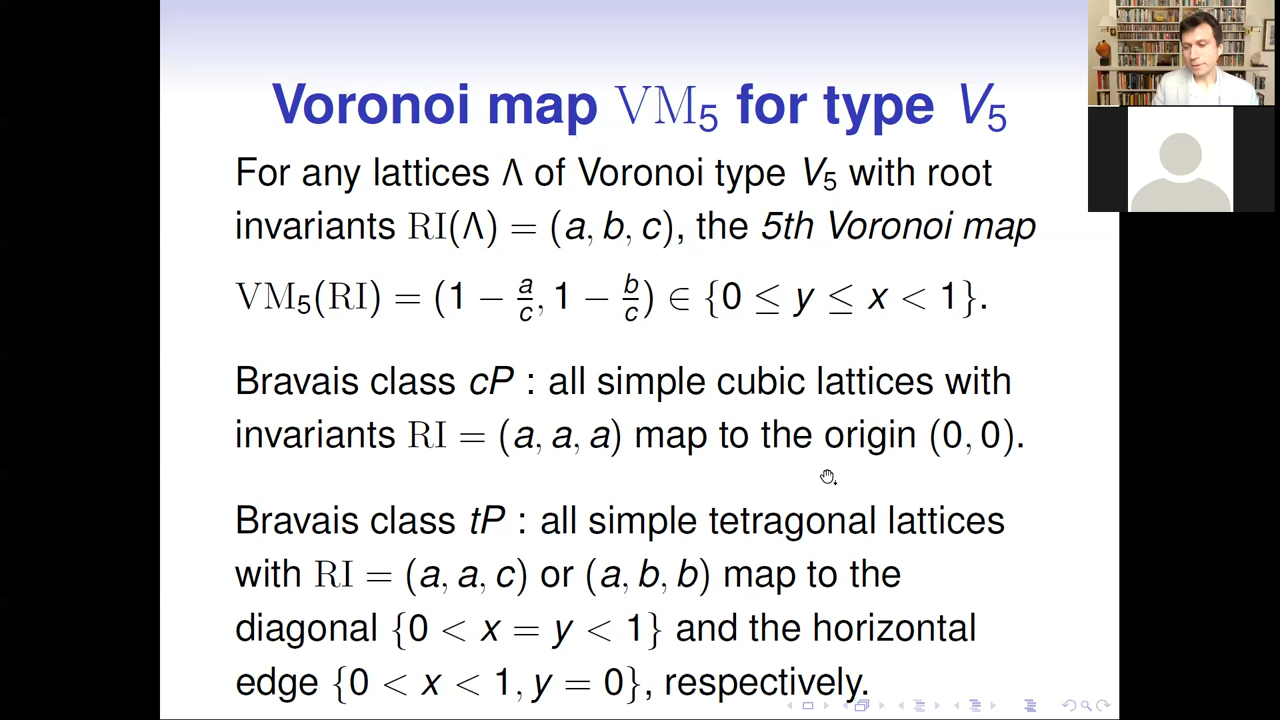 Voronoi map VM₅ for type V₅
For any lattices Λ of Voronoi type V₅ with root
invariants RI(Λ) = (a, b, c), the 5th Voronoi map
VM₅(RI) = (1 − a/c, 1 − b/c) ∈ {0 ≤ y ≤ x < 1}.
Bravais class cP : all simple cubic lattices with
invariants RI = (a, a, a) map to the origin (0, 0).
Bravais class tP : all simple tetragonal lattices
with RI = (a, a, c) or (a, b, b) map to the
diagonal {0 < x = y < 1} and the horizontal
edge {0 < x < 1, y = 0}, respectively.